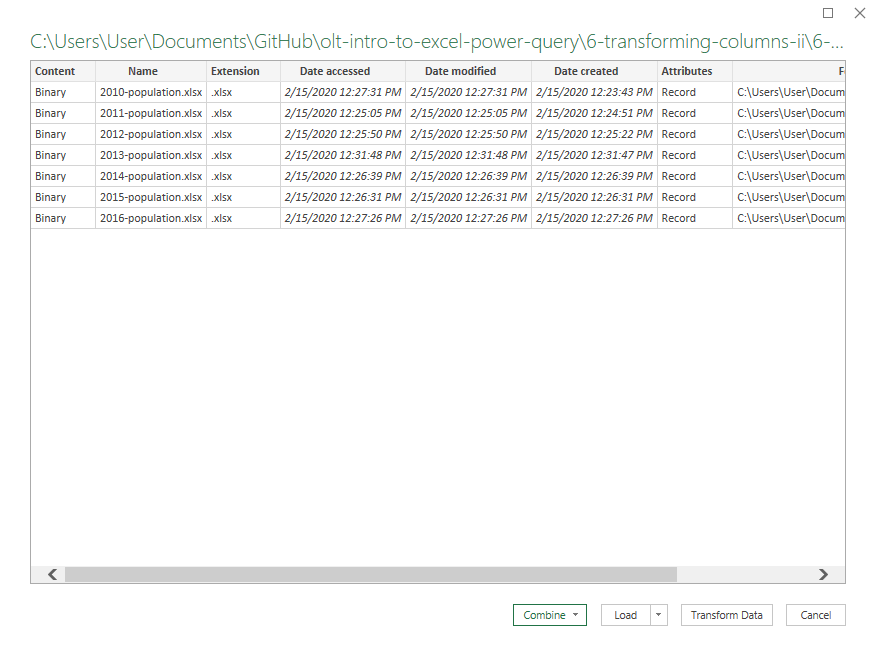 C:\Users\User\Documents\GitHub\olt-intro-to-excel-power-query\6-transforming-columns-ii\6-...
Content Name Extension Date accessed Date modified Date created Attributes
Binary 2010-population.xlsx .xlsx 2/15/2020 12:27:31 PM 2/15/2020 12:27:31 PM 2/15/2020 12:23:43 PM Record C:\Users\User\Docum
Binary 2011-population.xlsx .xlsx 2/15/2020 12:25:05 PM 2/15/2020 12:25:05 PM 2/15/2020 12:24:51 PM Record C:\Users\User\Docum
Binary 2012-population.xlsx .xlsx 2/15/2020 12:25:50 PM 2/15/2020 12:25:50 PM 2/15/2020 12:25:22 PM Record C:\Users\User\Docum
Binary 2013-population.xlsx .xlsx 2/15/2020 12:31:48 PM 2/15/2020 12:31:48 PM 2/15/2020 12:31:47 PM Record C:\Users\User\Docum
Binary 2014-population.xlsx .xlsx 2/15/2020 12:26:39 PM 2/15/2020 12:26:39 PM 2/15/2020 12:26:39 PM Record C:\Users\User\Docum
Binary 2015-population.xlsx .xlsx 2/15/2020 12:26:31 PM 2/15/2020 12:26:31 PM 2/15/2020 12:26:31 PM Record C:\Users\User\Docum
Binary 2016-population.xlsx .xlsx 2/15/2020 12:27:26 PM 2/15/2020 12:27:26 PM 2/15/2020 12:27:26 PM Record C:\Users\User\Docum
Combine Load Transform Data Cancel